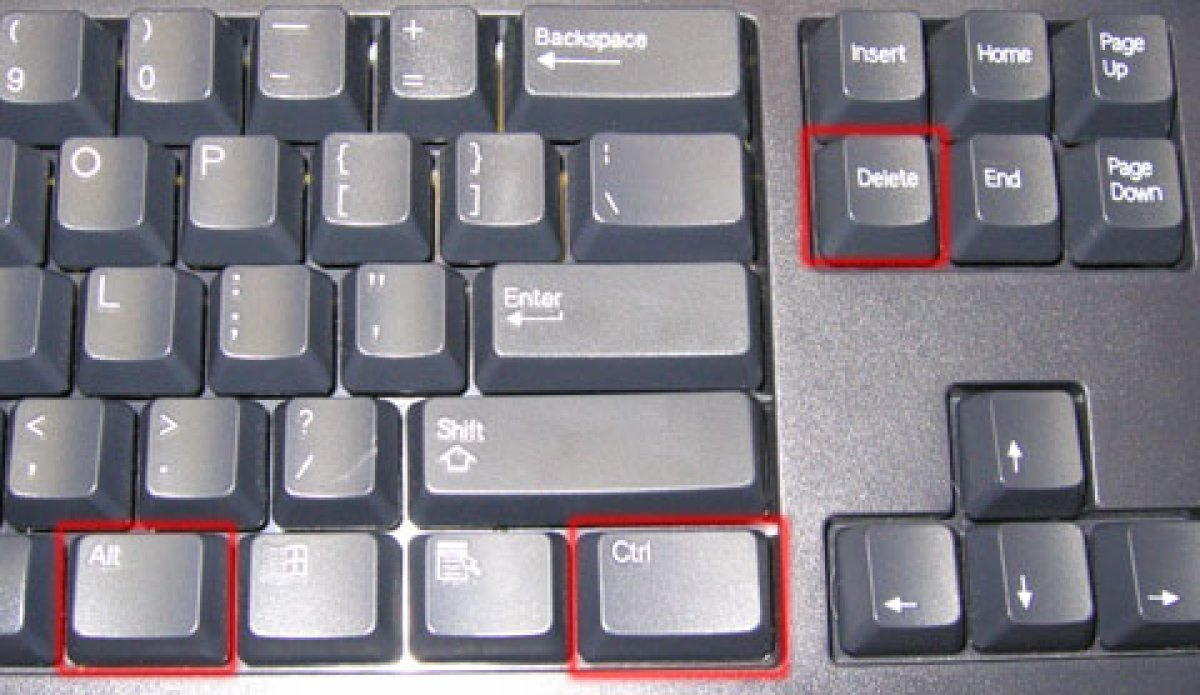 ( ) — +
9 0 - = Backspace
Insert Home Page
Up
O P { } ¦
[ ] \
Delete End Page
Down
L : "
; ' Enter
< > ?
, . / Shift
Alt Ctrl